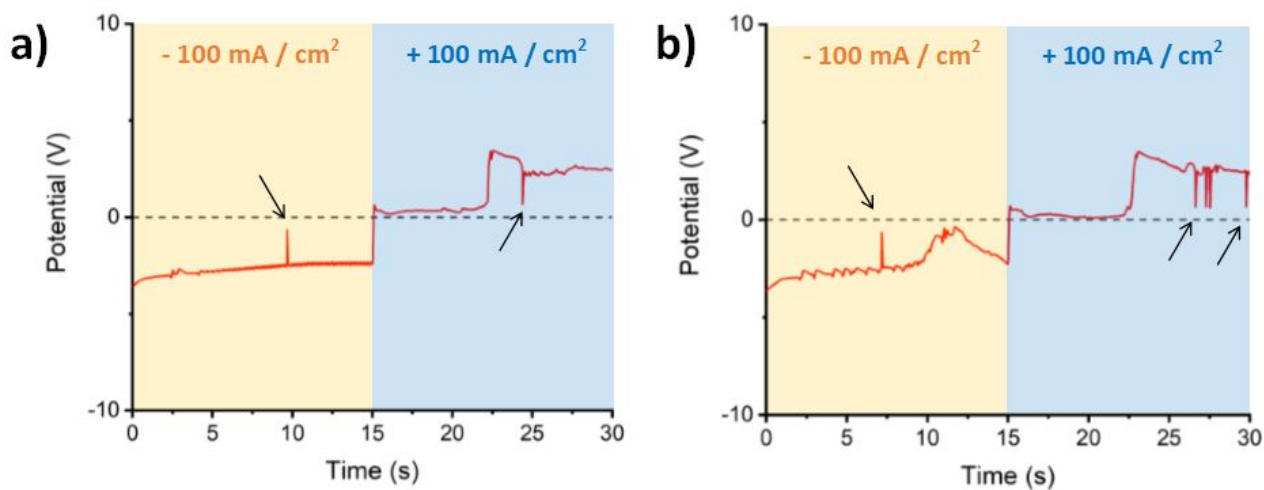 a)
10
- 100 mA / cm²
+ 100 mA / cm²
Potential (V)
0
-10
0 5 10 15 20 25 30
Time (s)
b)
10
- 100 mA / cm²
+ 100 mA / cm²
Potential (V)
0
-10
0 5 10 15 20 25 30
Time (s)